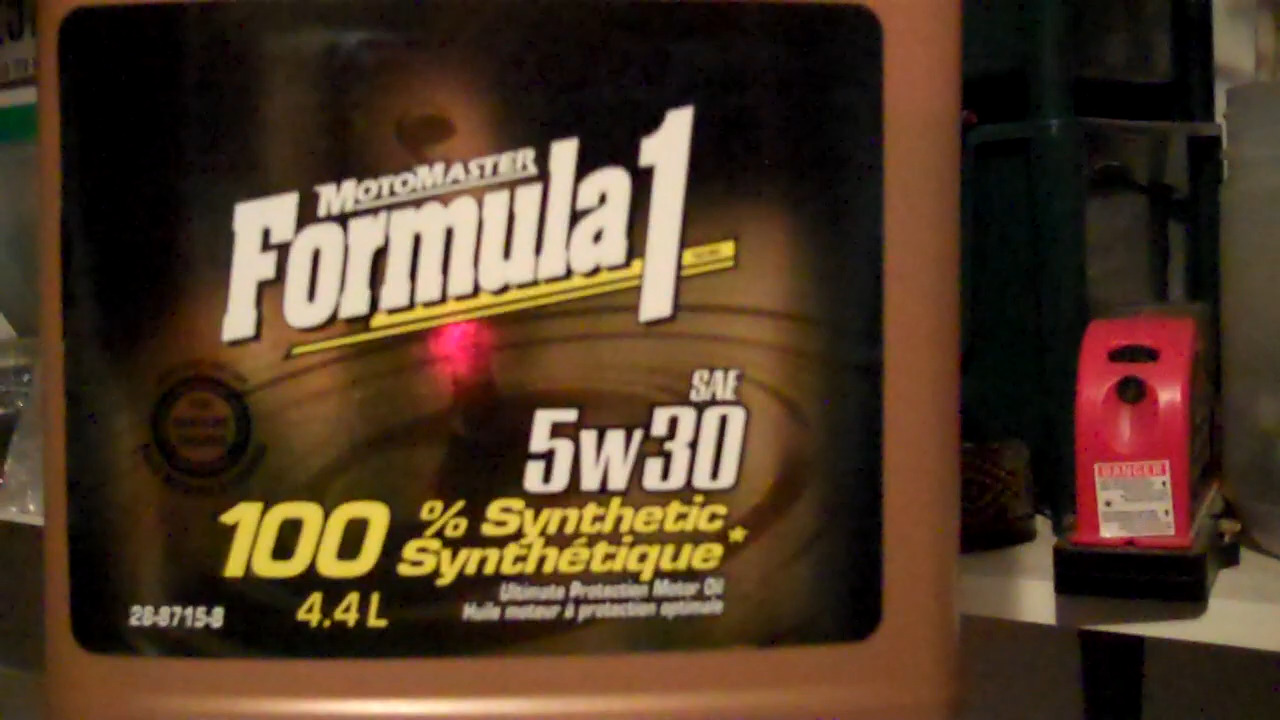 MOTOMASTER
Formula 1
SAE
5w30
100 % Synthetic
Synthétique*
Ultimate Protection Motor Oil
Huile moteur à protection optimale
28-8715-8 4.4 L
DANGER